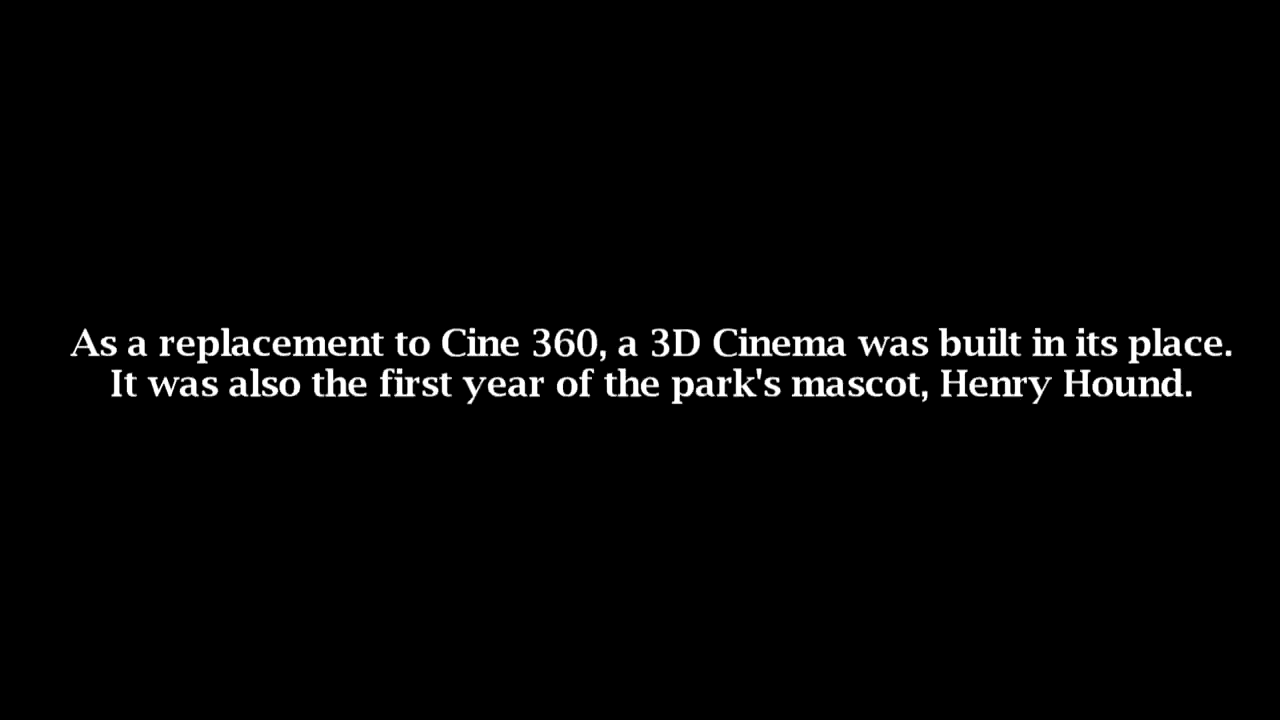 As a replacement to Cine 360, a 3D Cinema was built in its place.
It was also the first year of the park's mascot, Henry Hound.